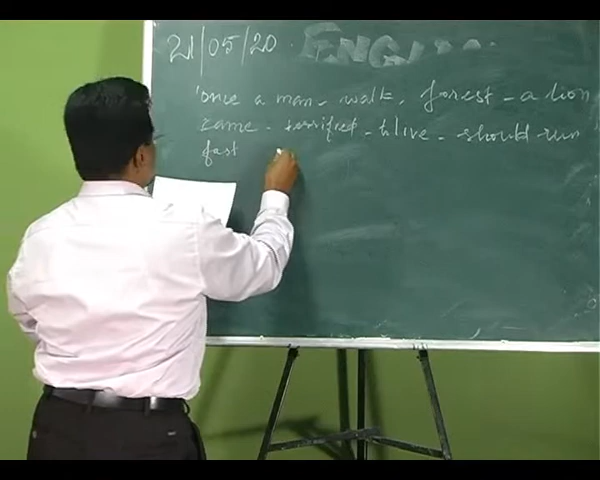 21/05/20 ENGLISH
'once a man - walk - forest - a lion
came - terrified - to live - should run
fast